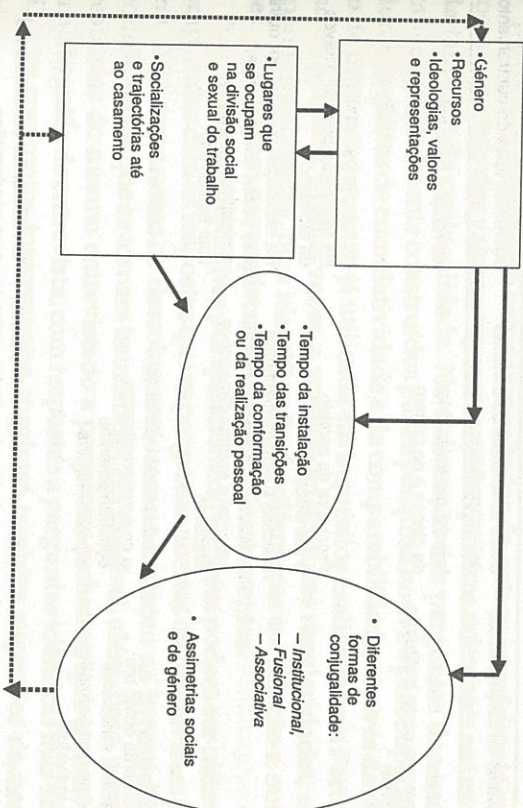 •Género
•Recursos
•Ideologias, valores
e representações
•Lugares que
se ocupam
na divisão social
e sexual do trabalho
•Socializações
e trajectórias até
ao casamento
•Tempo da instalação
•Tempo das transições
•Tempo da conformação
ou da realização pessoal
• Diferentes
formas de
conjugalidade:
– Institucional,
– Fusional
– Associativa
• Assimetrias sociais
e de género